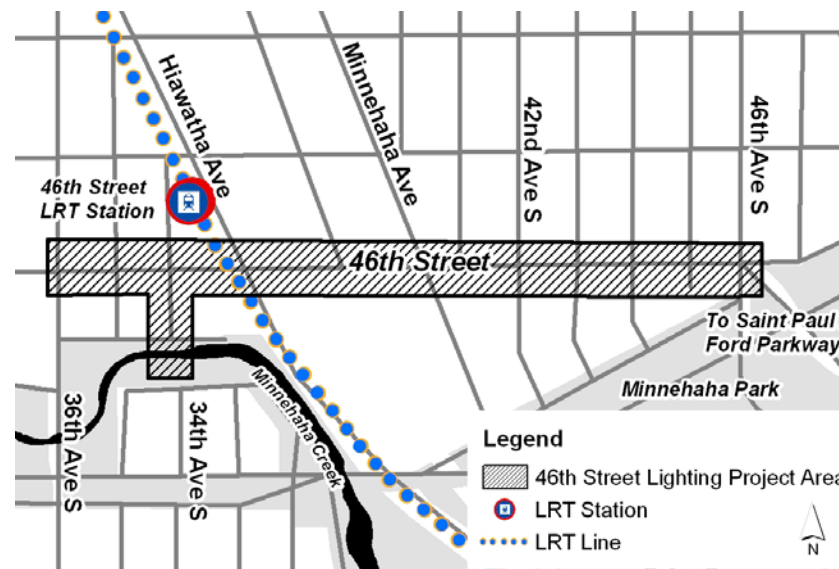 Hiawatha Ave
Minnehaha Ave
42nd Ave S
46th Ave S
46th Street
LRT Station
46th Street
To Saint Paul
Ford Parkway
Minnehaha Park
Minnehaha Creek
36th Ave S
34th Ave S
Legend
46th Street Lighting Project Area
LRT Station
LRT Line
N